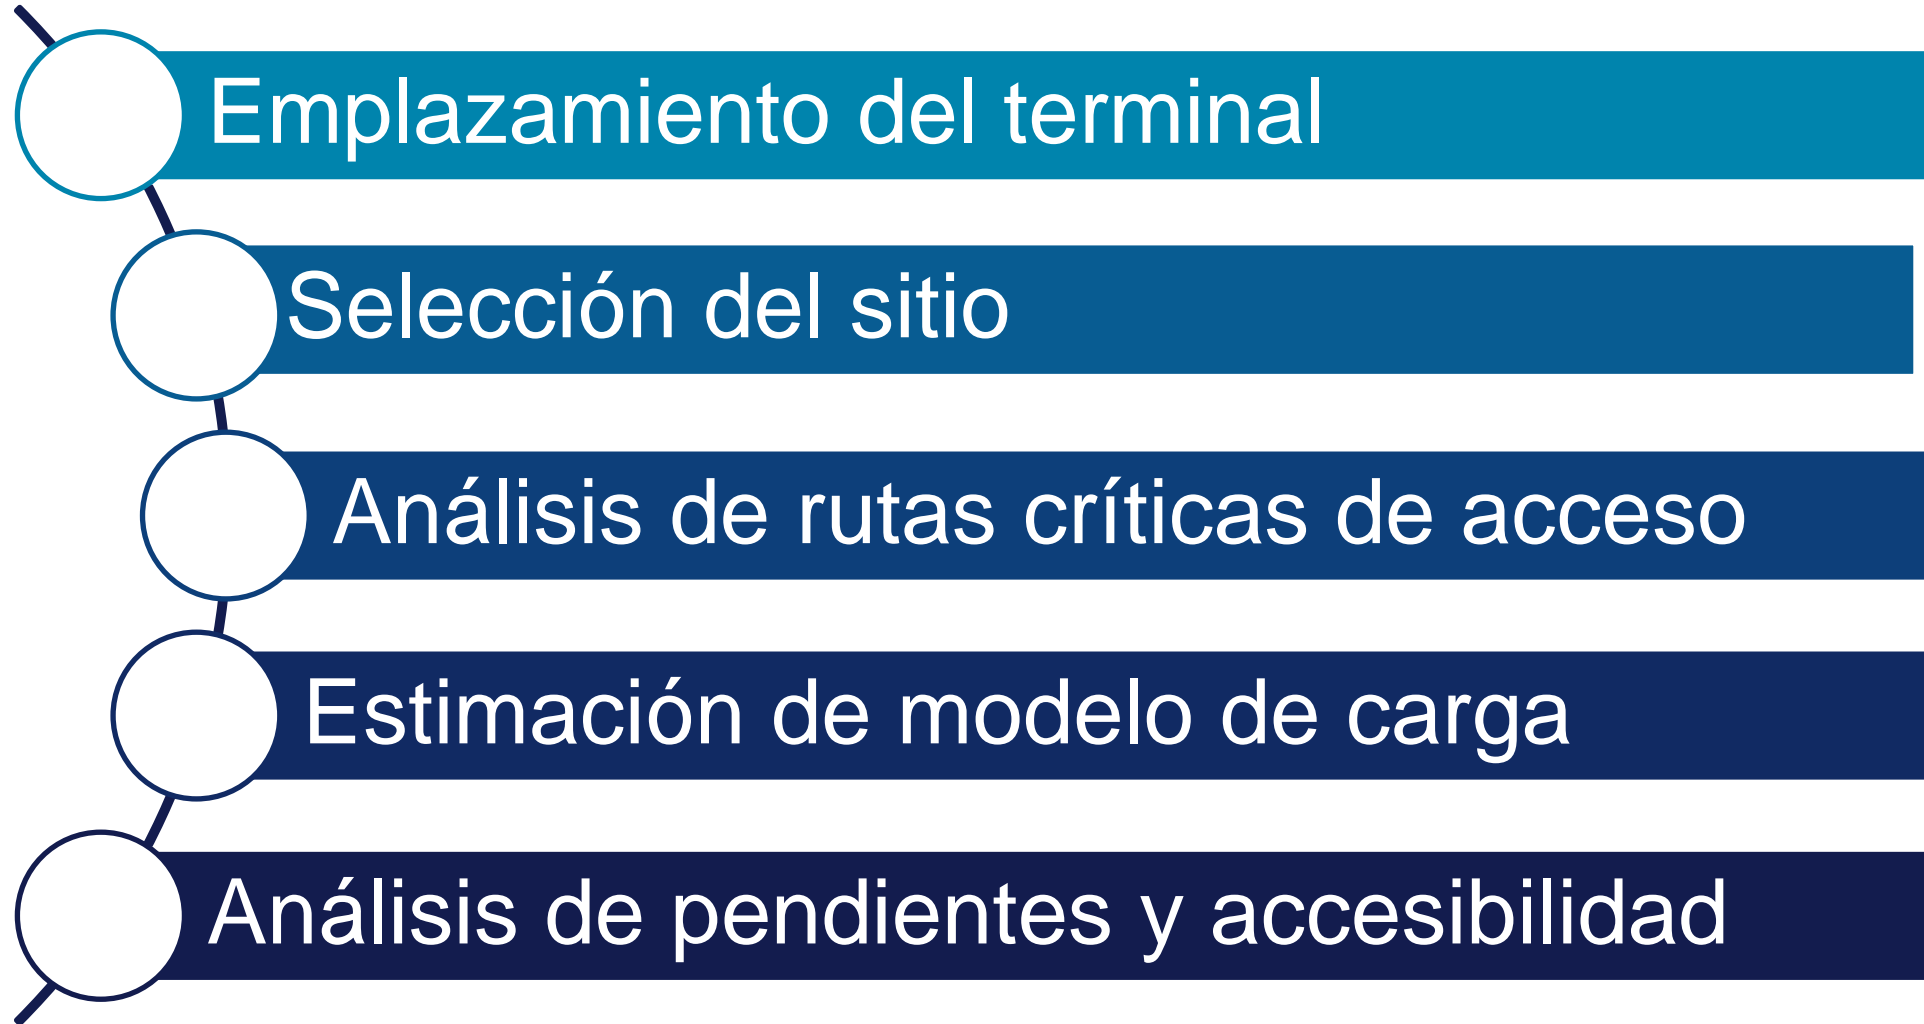 Emplazamiento del terminal
Selección del sitio
Análisis de rutas críticas de acceso
Estimación de modelo de carga
Análisis de pendientes y accesibilidad